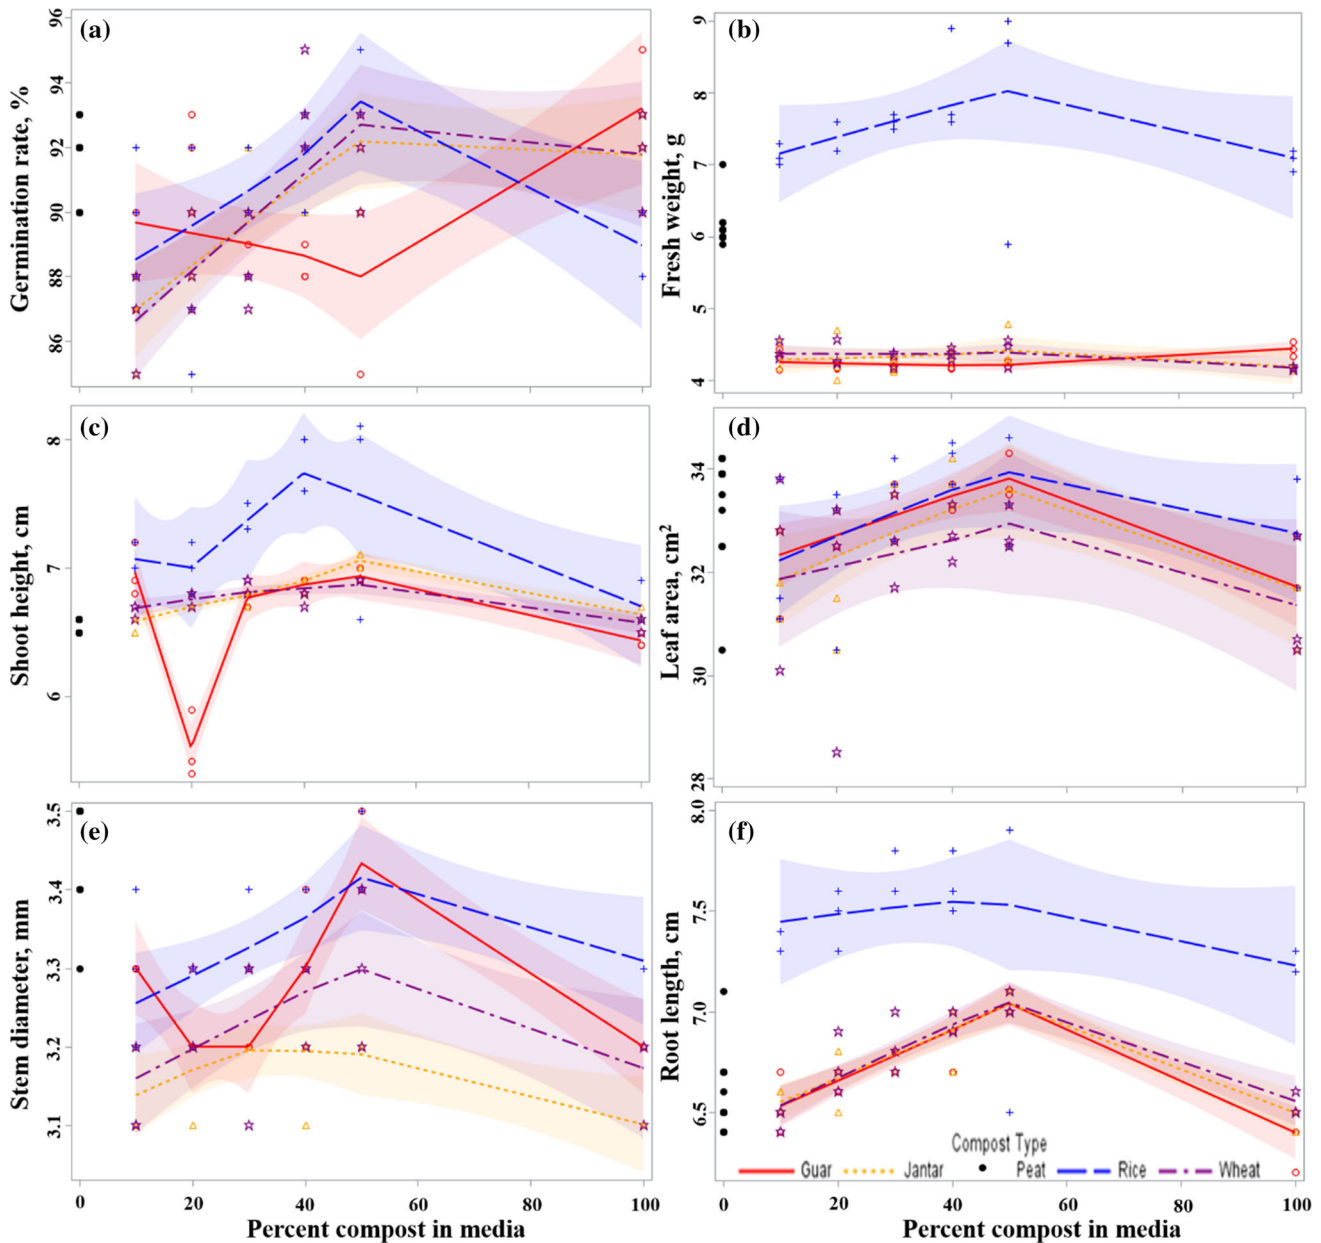 (a)
Germination rate, %
96
94
92
90
88
86
(b)
Fresh weight, g
9
8
7
6
5
4
(c)
Shoot height, cm
8
7
6
(d)
Leaf area, cm²
34
32
30
28
(e)
Stem diameter, mm
3.5
3.4
3.3
3.2
3.1
0 20 40 60 80 100
Percent compost in media
(f)
Root length, cm
8.0
7.5
7.0
6.5
Compost Type
Guar Jantar Peat Rice Wheat
0 20 40 60 80 100
Percent compost in media